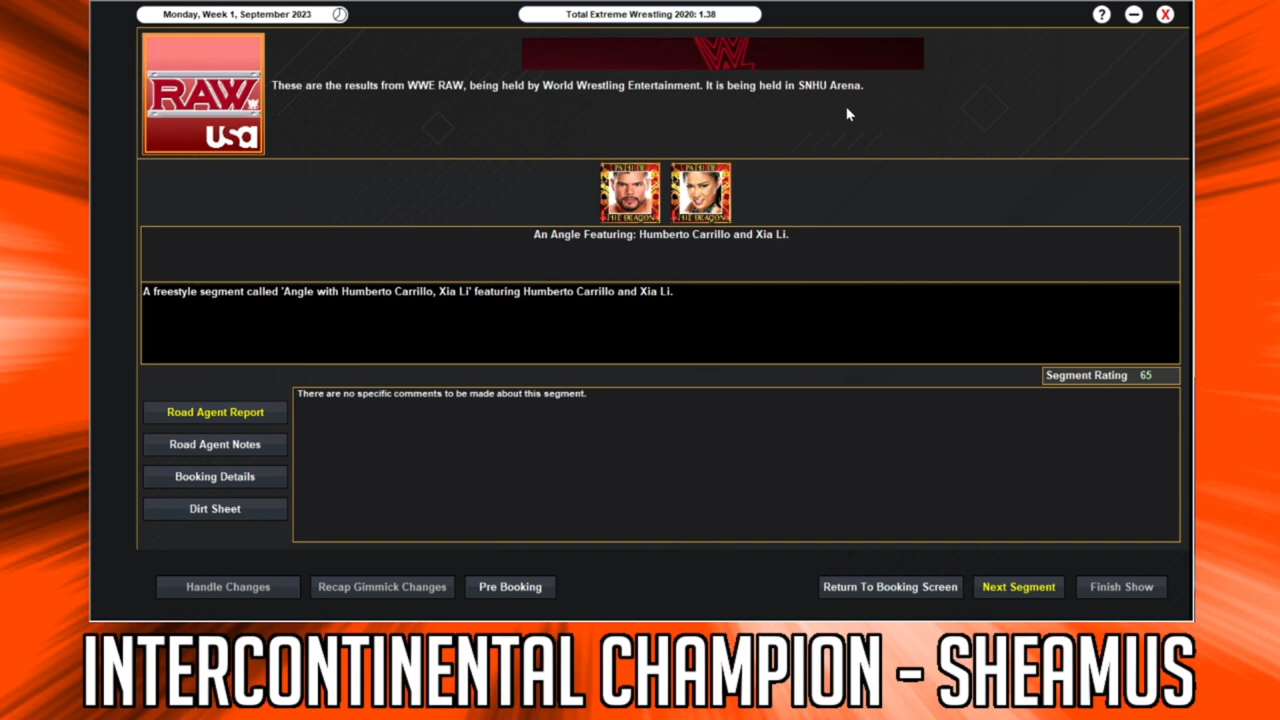 Monday, Week 1, September 2023
Total Extreme Wrestling 2020: 1.38
?
X
RAW
usa
These are the results from WWE RAW, being held by World Wrestling Entertainment. It is being held in SNHU Arena.
An Angle Featuring: Humberto Carrillo and Xia Li.
A freestyle segment called 'Angle with Humberto Carrillo, Xia Li' featuring Humberto Carrillo and Xia Li.
Segment Rating 65
There are no specific comments to be made about this segment.
Road Agent Report
Road Agent Notes
Booking Details
Dirt Sheet
Handle Changes
Recap Gimmick Changes
Pre Booking
Return To Booking Screen
Next Segment
Finish Show
INTERCONTINENTAL CHAMPION - SHEAMUS